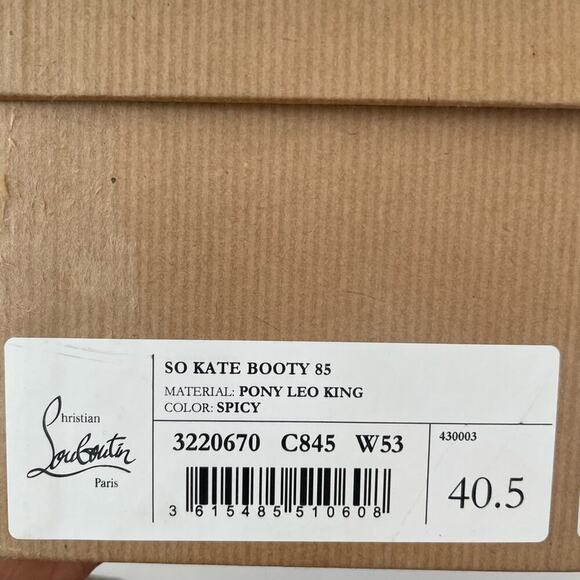 Christian
Louboutin
Paris
SO KATE BOOTY 85
MATERIAL: PONY LEO KING
COLOR: SPICY
3220670 C845 W53
3 615485 510608
430003
40.5